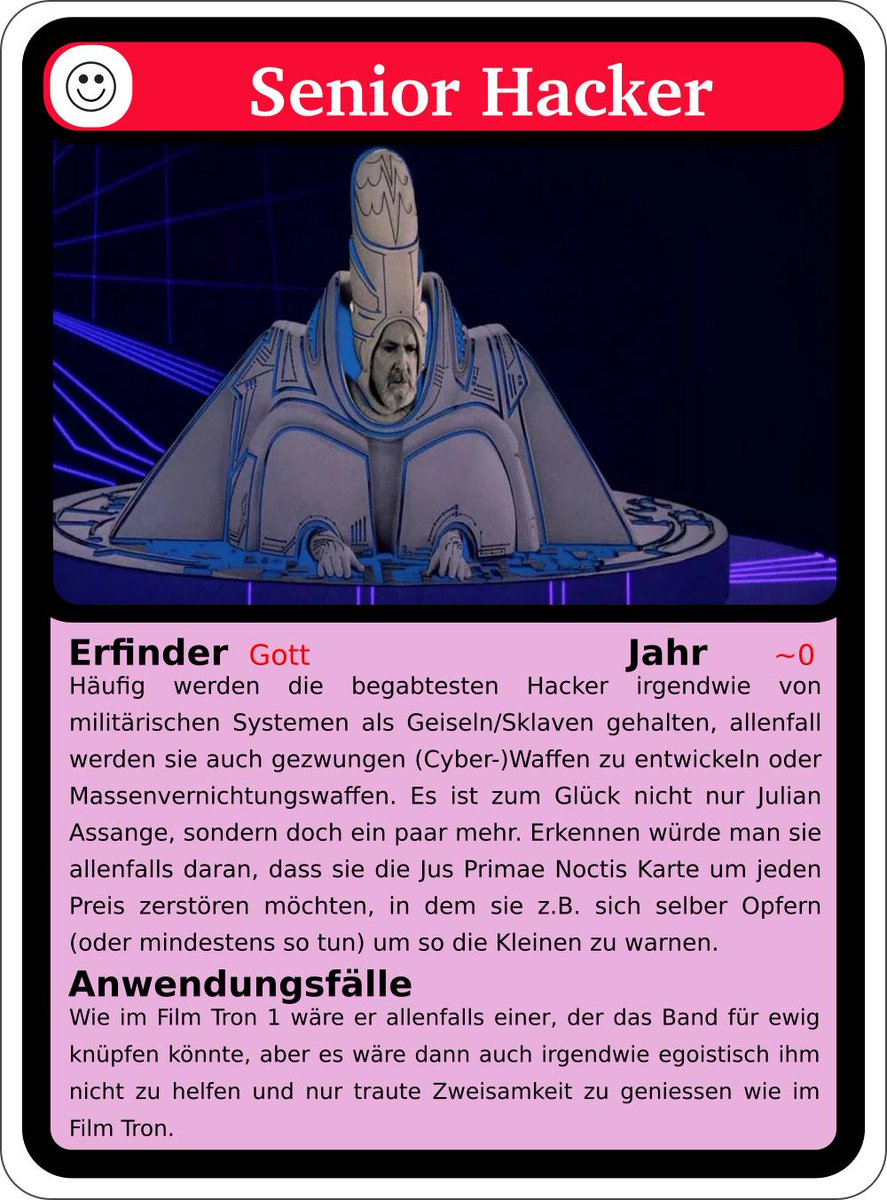 Senior Hacker
Erfinder Gott Jahr ~0
Häufig werden die begabtesten Hacker irgendwie von
militärischen Systemen als Geiseln/Sklaven gehalten, allenfall
werden sie auch gezwungen (Cyber-)Waffen zu entwickeln oder
Massenvernichtungswaffen. Es ist zum Glück nicht nur Julian
Assange, sondern doch ein paar mehr. Erkennen würde man sie
allenfalls daran, dass sie die Jus Primae Noctis Karte um jeden
Preis zerstören möchten, in dem sie z.B. sich selber Opfern
(oder mindestens so tun) um so die Kleinen zu warnen.
Anwendungsfälle
Wie im Film Tron 1 wäre er allenfalls einer, der das Band für ewig
knüpfen könnte, aber es wäre dann auch irgendwie egoistisch ihm
nicht zu helfen und nur traute Zweisamkeit zu geniessen wie im
Film Tron.